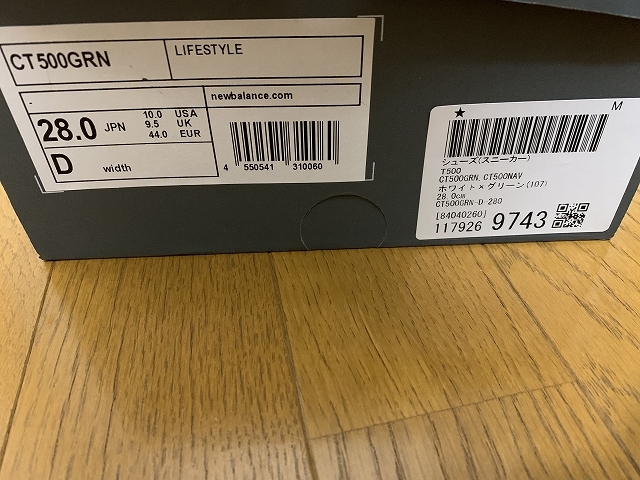 CT500GRN
LIFESTYLE
newbalance.com
28.0 JPN
10.0 USA
9.5 UK
44.0 EUR
D width
4 550541 310060
★ M
シューズ(スニーカー)
T500
CT500GRN,CT500NAV
ホワイト×グリーン(107)
28.0cm
CT500GRN-D-280
[84040260]
117926 9743